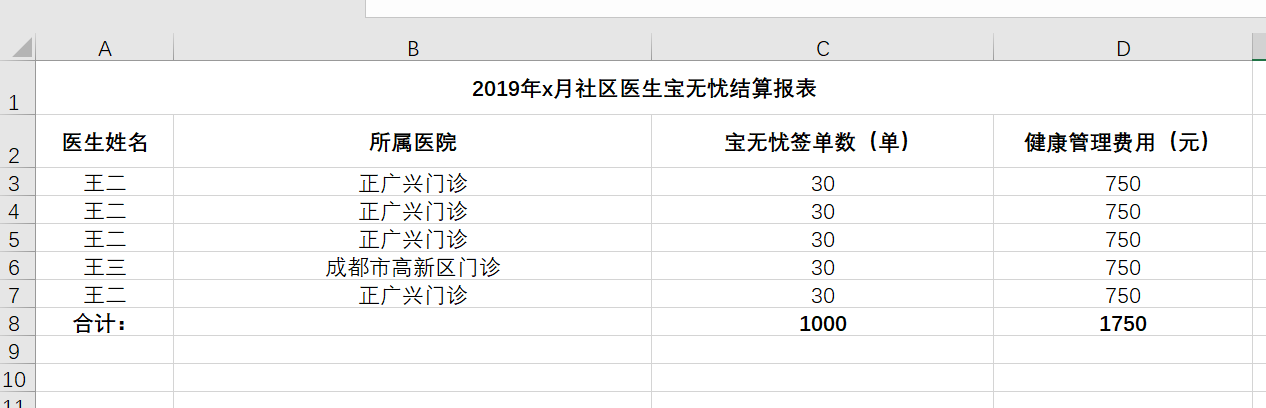 A B C D
1 2019年x月社区医生宝无忧结算报表
2 医生姓名 所属医院 宝无忧签单数（单） 健康管理费用（元）
3 王二 正广兴门诊 30 750
4 王二 正广兴门诊 30 750
5 王二 正广兴门诊 30 750
6 王三 成都市高新区门诊 30 750
7 王二 正广兴门诊 30 750
8 合计： 1000 1750
9
10
11